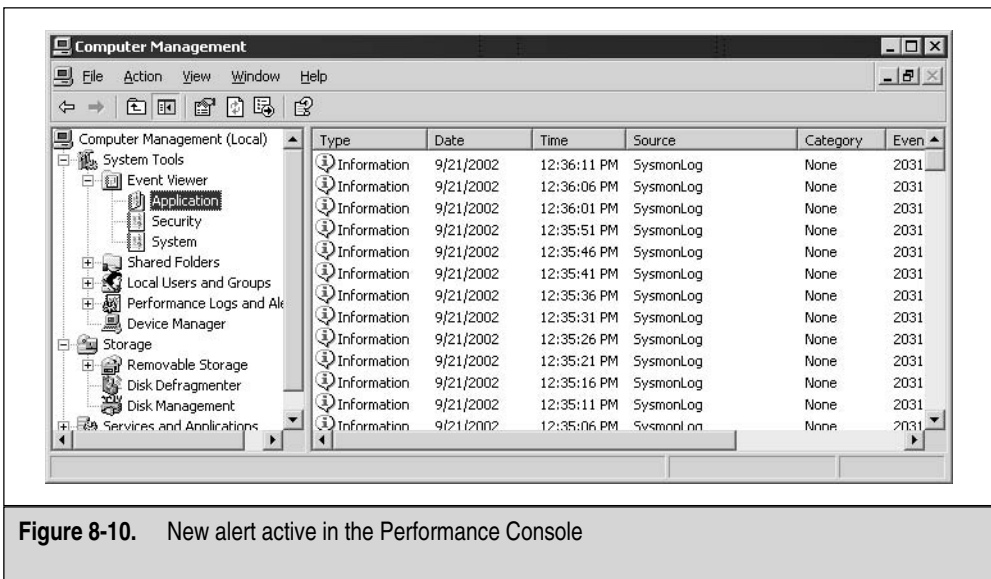 Computer Management
File Action View Window Help
Computer Management (Local)
System Tools
Event Viewer
Application
Security
System
Shared Folders
Local Users and Groups
Performance Logs and Ale
Device Manager
Storage
Removable Storage
Disk Defragmenter
Disk Management
Services and Applications
Type Date Time Source Category Even
Information 9/21/2002 12:36:11 PM SysmonLog None 2031
Information 9/21/2002 12:36:06 PM SysmonLog None 2031
Information 9/21/2002 12:36:01 PM SysmonLog None 2031
Information 9/21/2002 12:35:51 PM SysmonLog None 2031
Information 9/21/2002 12:35:46 PM SysmonLog None 2031
Information 9/21/2002 12:35:41 PM SysmonLog None 2031
Information 9/21/2002 12:35:36 PM SysmonLog None 2031
Information 9/21/2002 12:35:31 PM SysmonLog None 2031
Information 9/21/2002 12:35:26 PM SysmonLog None 2031
Information 9/21/2002 12:35:21 PM SysmonLog None 2031
Information 9/21/2002 12:35:16 PM SysmonLog None 2031
Information 9/21/2002 12:35:11 PM SysmonLog None 2031
Information 9/21/2002 12:35:06 PM SysmonLog None 2031
Figure 8-10. New alert active in the Performance Console